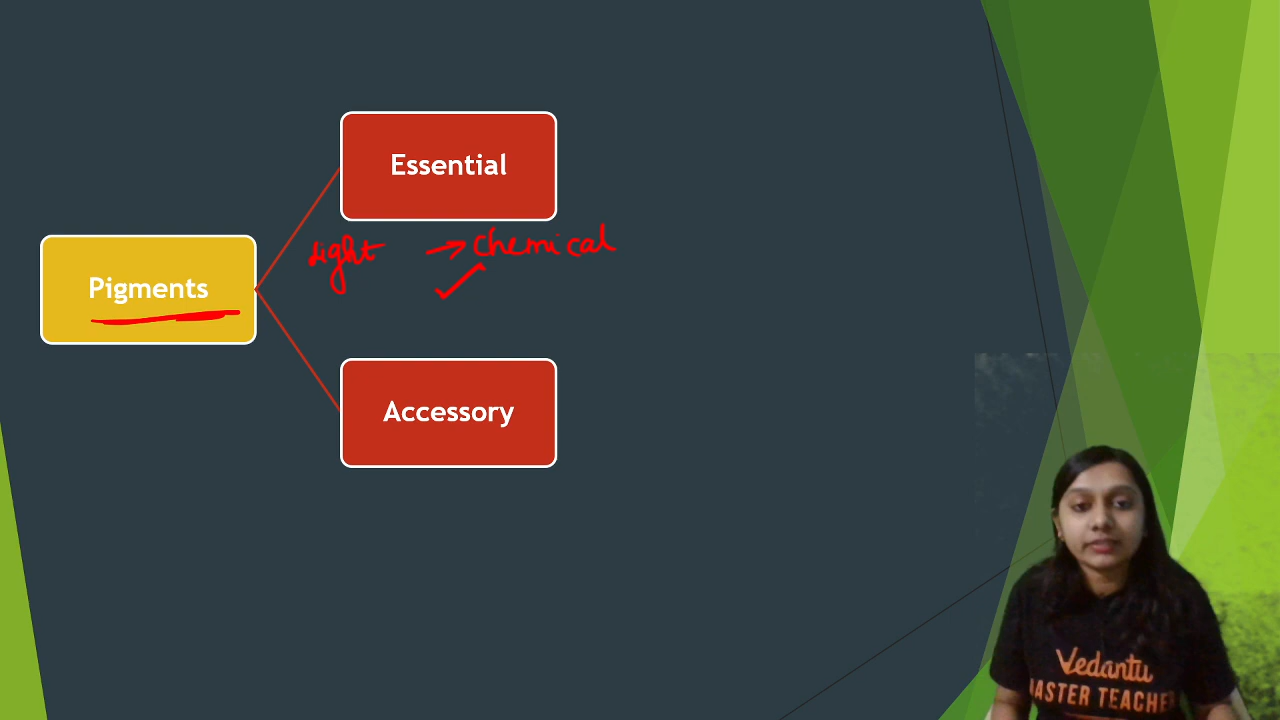 Essential
Light → Chemical
Pigments
Accessory
Vedantu
MASTER TEACHER